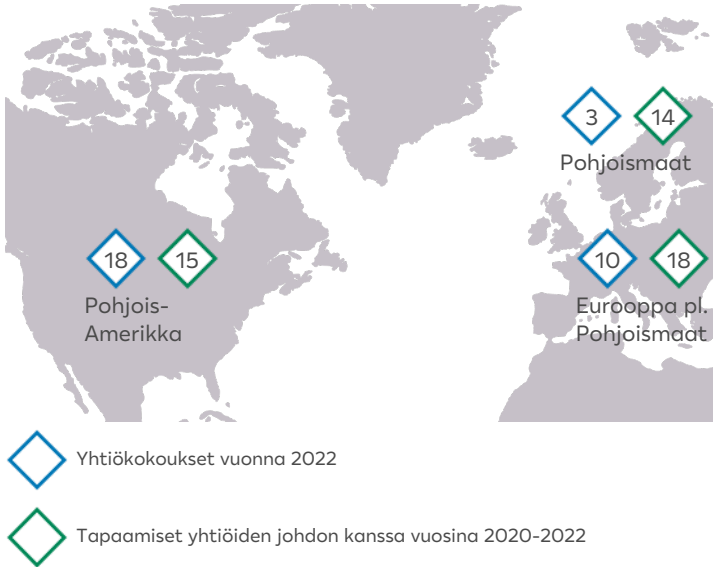 3 14
Pohjoismaat
18 15
Pohjois-
Amerikka
10 18
Eurooppa pl.
Pohjoismaat
Yhtiökokoukset vuonna 2022
Tapaamiset yhtiöiden johdon kanssa vuosina 2020-2022